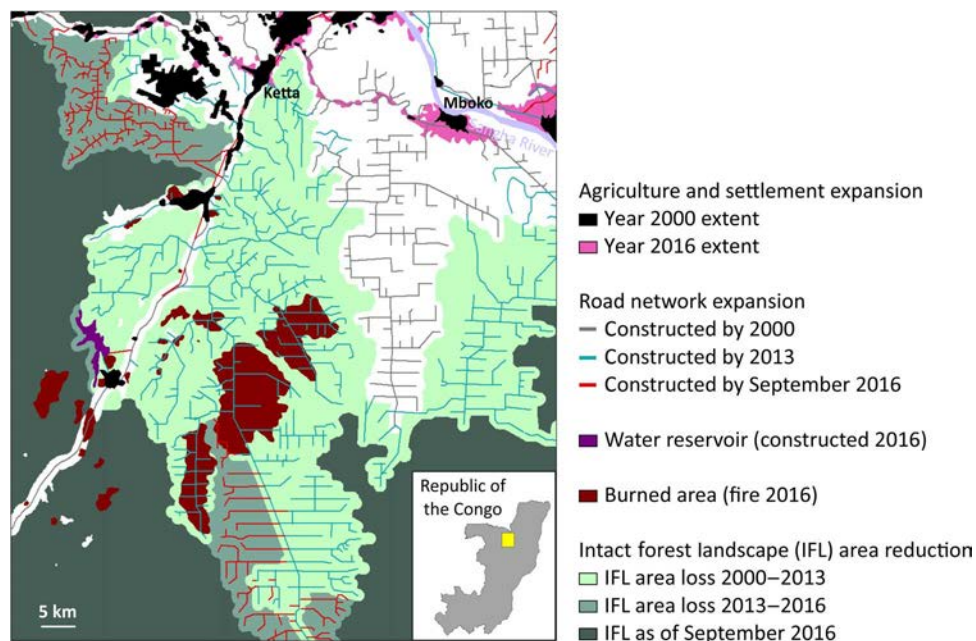 Ketta
Mboko
Sangha River
Republic of
the Congo
5 km
Agriculture and settlement expansion
Year 2000 extent
Year 2016 extent
Road network expansion
Constructed by 2000
Constructed by 2013
Constructed by September 2016
Water reservoir (constructed 2016)
Burned area (fire 2016)
Intact forest landscape (IFL) area reduction
IFL area loss 2000–2013
IFL area loss 2013–2016
IFL as of September 2016